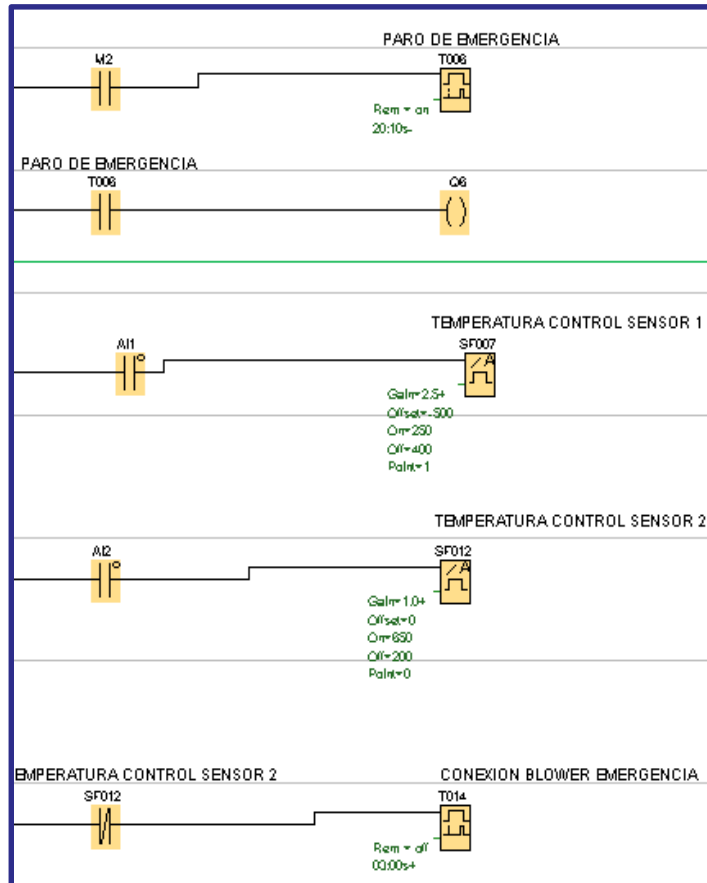 PARO DE EMERGENCIA
M2
T006
Rem = on
20:10s-
PARO DE EMERGENCIA
T006
Q6
TEMPERATURA CONTROL SENSOR 1
AI1
SF007
/A
Gain=2.5+
Offset=-500
On=250
Off=400
Point=1
TEMPERATURA CONTROL SENSOR 2
AI2
SF012
/A
Gain=1.0+
Offset=0
On=650
Off=200
Point=0
EMPERATURA CONTROL SENSOR 2
CONEXION BLOWER EMERGENCIA
SF012
T014
Rem = off
00:00s+